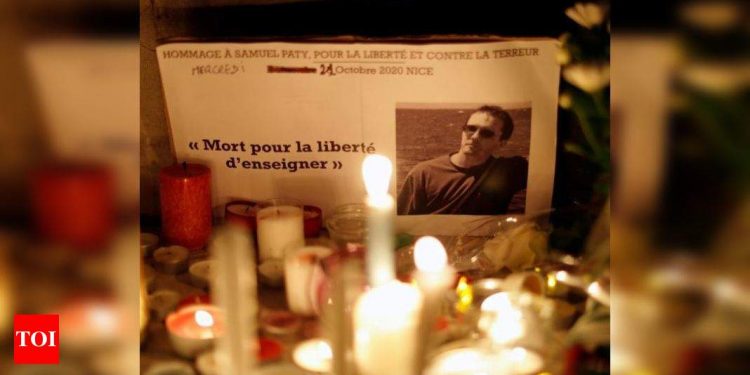 HOMMAGE À SAMUEL PATY, POUR LA LIBERTÉ ET CONTRE LA TERREUR
MERCREDI 21 Octobre 2020 NICE
« Mort pour la liberté
d'enseigner »
TOI